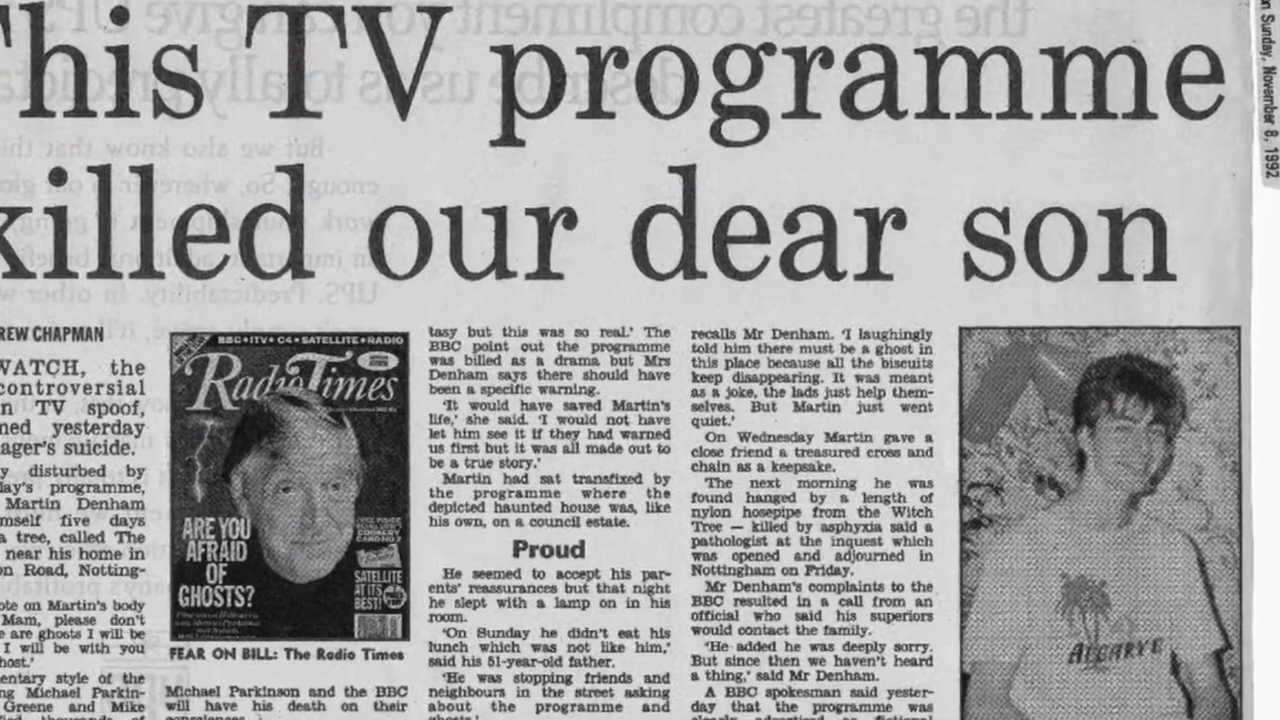 This TV programme
killed our dear son
on Sunday, November 8, 1992
REW CHAPMAN
WATCH, the
controversial
n TV spoof,
med yesterday
ager's suicide.
y disturbed by
day's programme,
Martin Denham
mself five days
a tree, called The
near his home in
on Road, Notting-
ote on Martin's body
Mam, please don't
e are ghosts I will be
I will be with you
host.'
entary style of the
ng Michael Parkin-
Greene and Mike
BBC•ITV•C4•SATELLITE•RADIO
Radio Times
ARE YOU
AFRAID
OF
GHOSTS?
SATELLITE
AT ITS
BEST!
FEAR ON BILL: The Radio Times
Michael Parkinson and the BBC
will have his death on their
consciences
tasy but this was so real.' The
BBC point out the programme
was billed as a drama but Mrs
Denham says there should have
been a specific warning.
'It would have saved Martin's
life,' she said. 'I would not have
let him see it if they had warned
us first but it was all made out to
be a true story.'
Martin had sat transfixed by
the programme where the
depicted haunted house was, like
his own, on a council estate.
Proud
He seemed to accept his par-
ents' reassurances but that night
he slept with a lamp on in his
room.
'On Sunday he didn't eat his
lunch which was not like him,'
said his 51-year-old father.
'He was stopping friends and
neighbours in the street asking
about the programme and
ghosts.'
recalls Mr Denham. 'I laughingly
told him there must be a ghost in
this place because all the biscuits
keep disappearing. It was meant
as a joke, the lads just help them-
selves. But Martin just went
quiet.'
On Wednesday Martin gave a
close friend a treasured cross and
chain as a keepsake.
'The next morning he was
found hanged by a length of
nylon hosepipe from the Witch
Tree — killed by asphyxia said a
pathologist at the inquest which
was opened and adjourned in
Nottingham on Friday.
Mr Denham's complaints to the
BBC resulted in a call from an
official who said his superiors
would contact the family.
'He added he was deeply sorry.
But since then we haven't heard
a thing,' said Mr Denham.
A BBC spokesman said yester-
day that the programme was
clearly advertised as fictional
ALGARVE